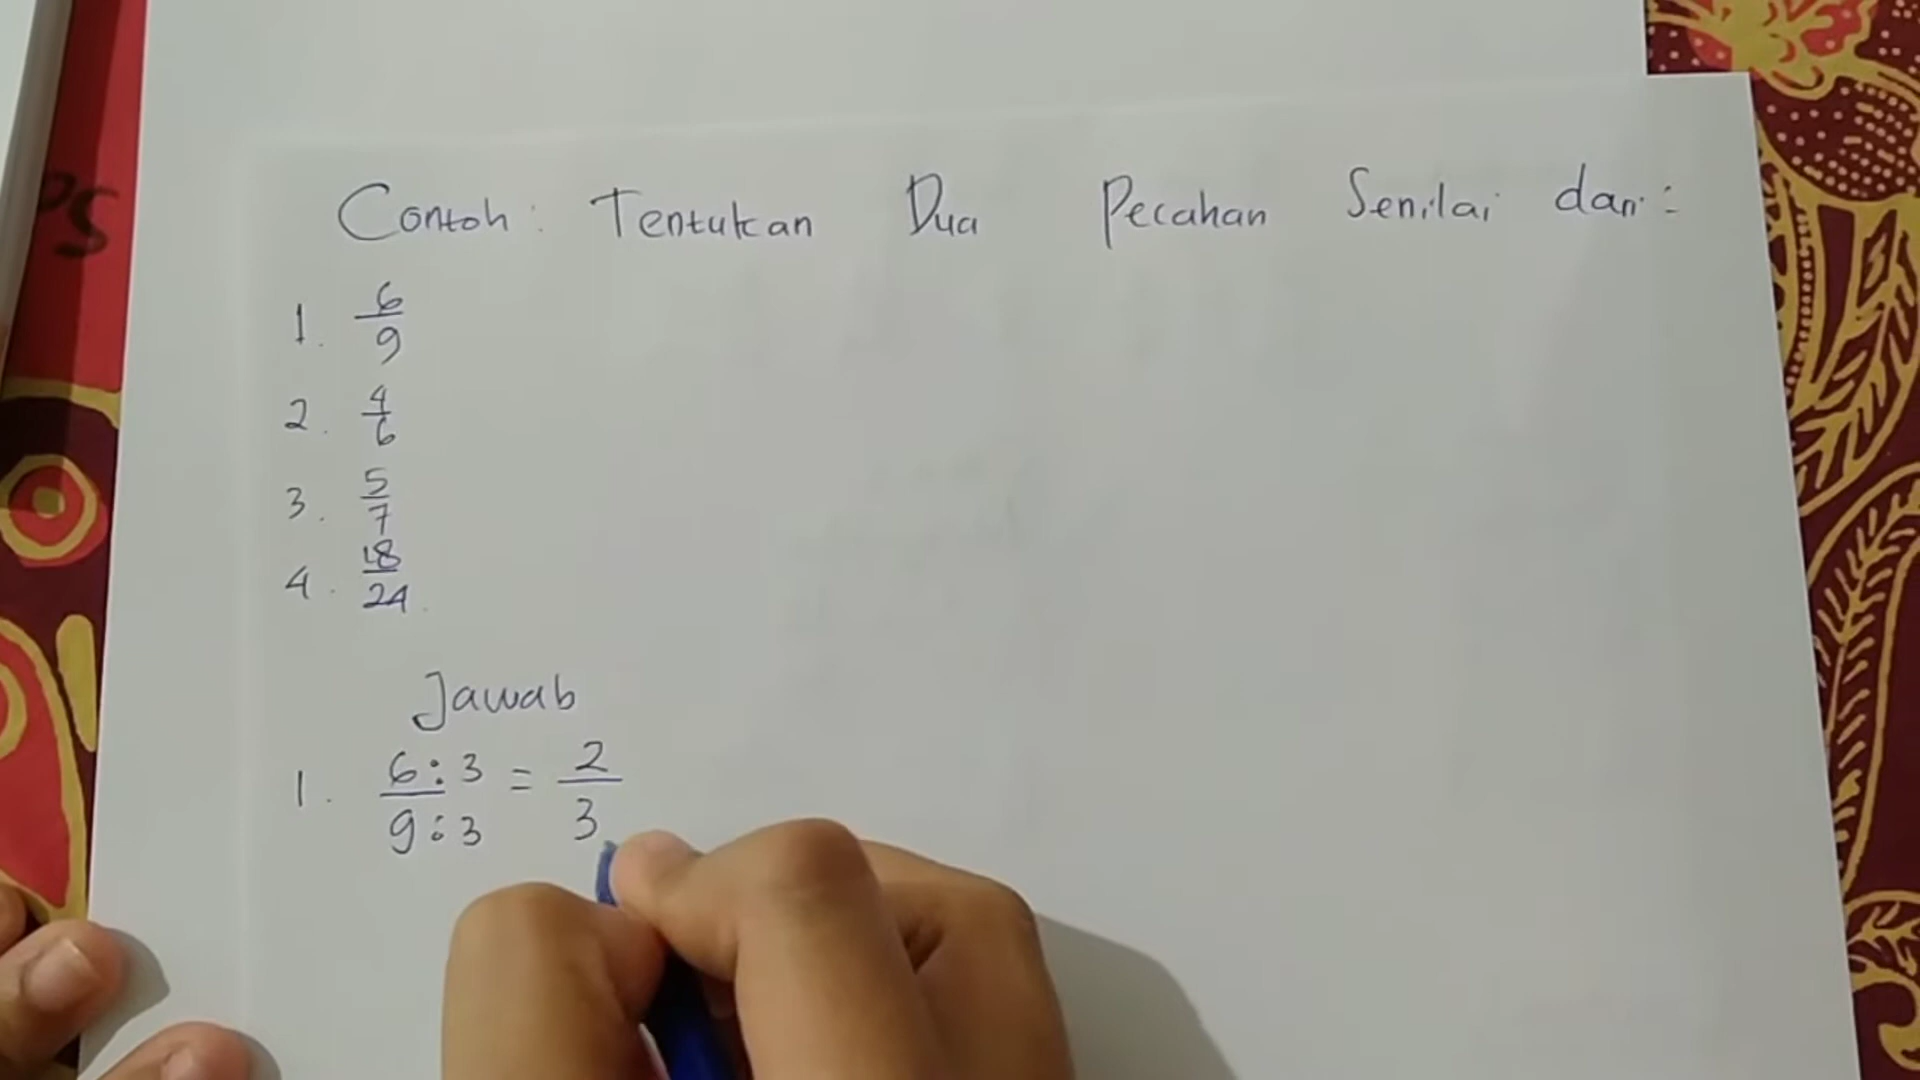 Contoh: Tentukan Dua Pecahan Senilai dari:
1. 6/9
2. 4/6
3. 5/7
4. 18/24.
Jawab
1. 6:3/9:3 = 2/3